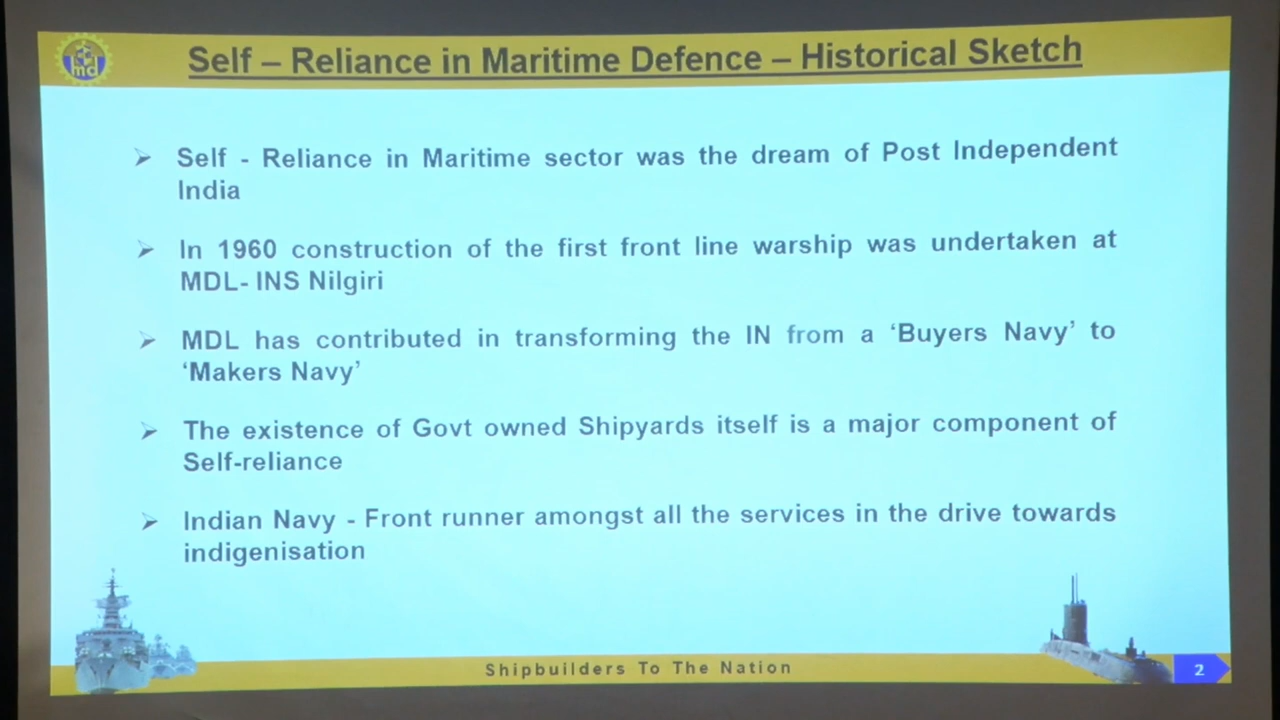 mdl
Self – Reliance in Maritime Defence – Historical Sketch
Self - Reliance in Maritime sector was the dream of Post Independent
India
In 1960 construction of the first front line warship was undertaken at
MDL- INS Nilgiri
MDL has contributed in transforming the IN from a ‘Buyers Navy’ to
‘Makers Navy’
The existence of Govt owned Shipyards itself is a major component of
Self-reliance
Indian Navy - Front runner amongst all the services in the drive towards
indigenisation
Shipbuilders To The Nation
2